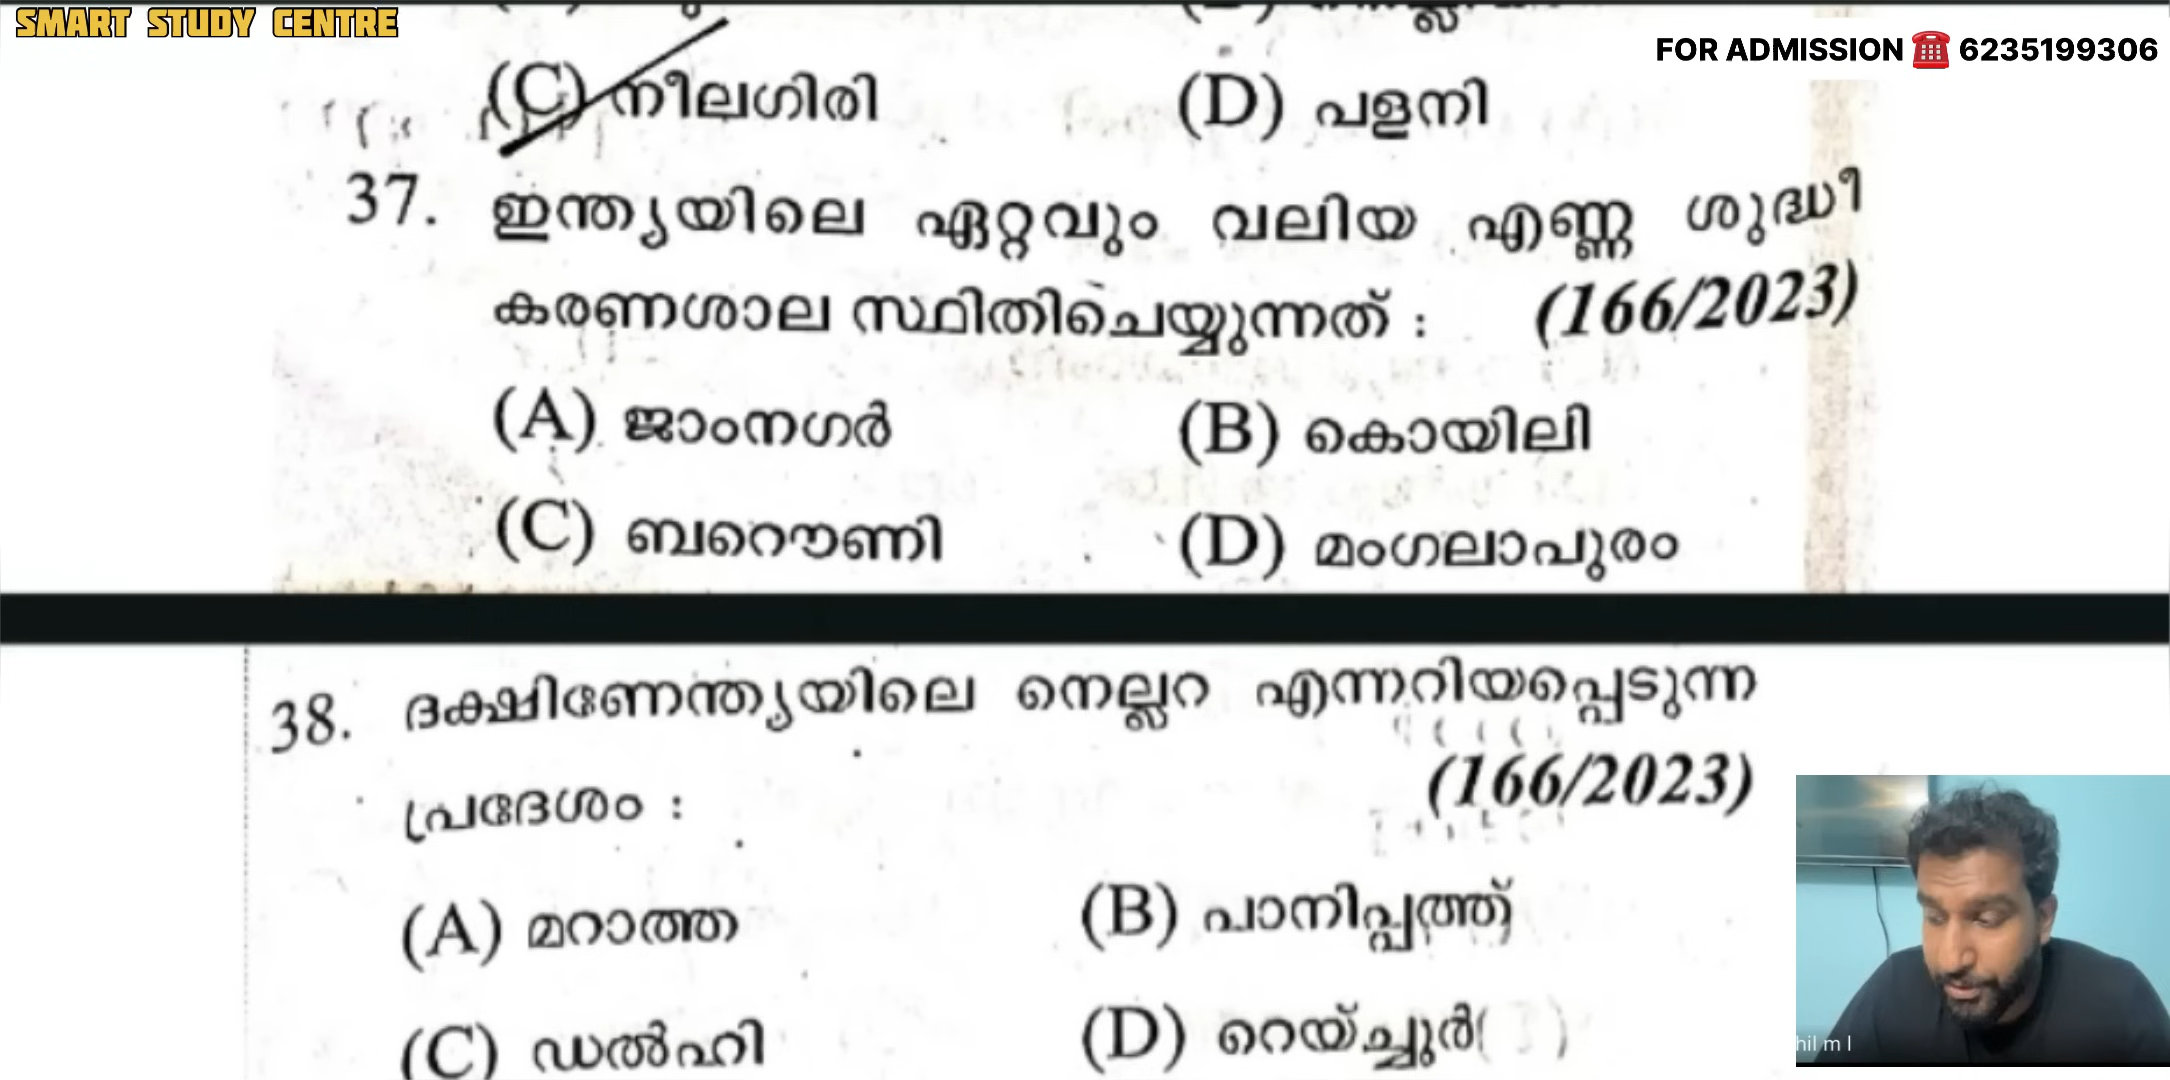 SMART STUDY CENTRE
FOR ADMISSION ☎️ 6235199306
(C) നീലഗിരി (D) പളനി
37. ഇന്ത്യയിലെ ഏറ്റവും വലിയ എണ്ണ ശുദ്ധീ
കരണശാല സ്ഥിതിചെയ്യുന്നത് : (166/2023)
(A) ജാംനഗർ (B) കൊയിലി
(C) ബറൌണി (D) മംഗലാപുരം
38. ദക്ഷിണേന്ത്യയിലെ നെല്ലറ എന്നറിയപ്പെടുന്ന
പ്രദേശം : (166/2023)
(A) മറാത്ത (B) പാനിപ്പത്ത്
(C) ഡൽഹി (D) റെയ്ച്ചൂർ
hil m l